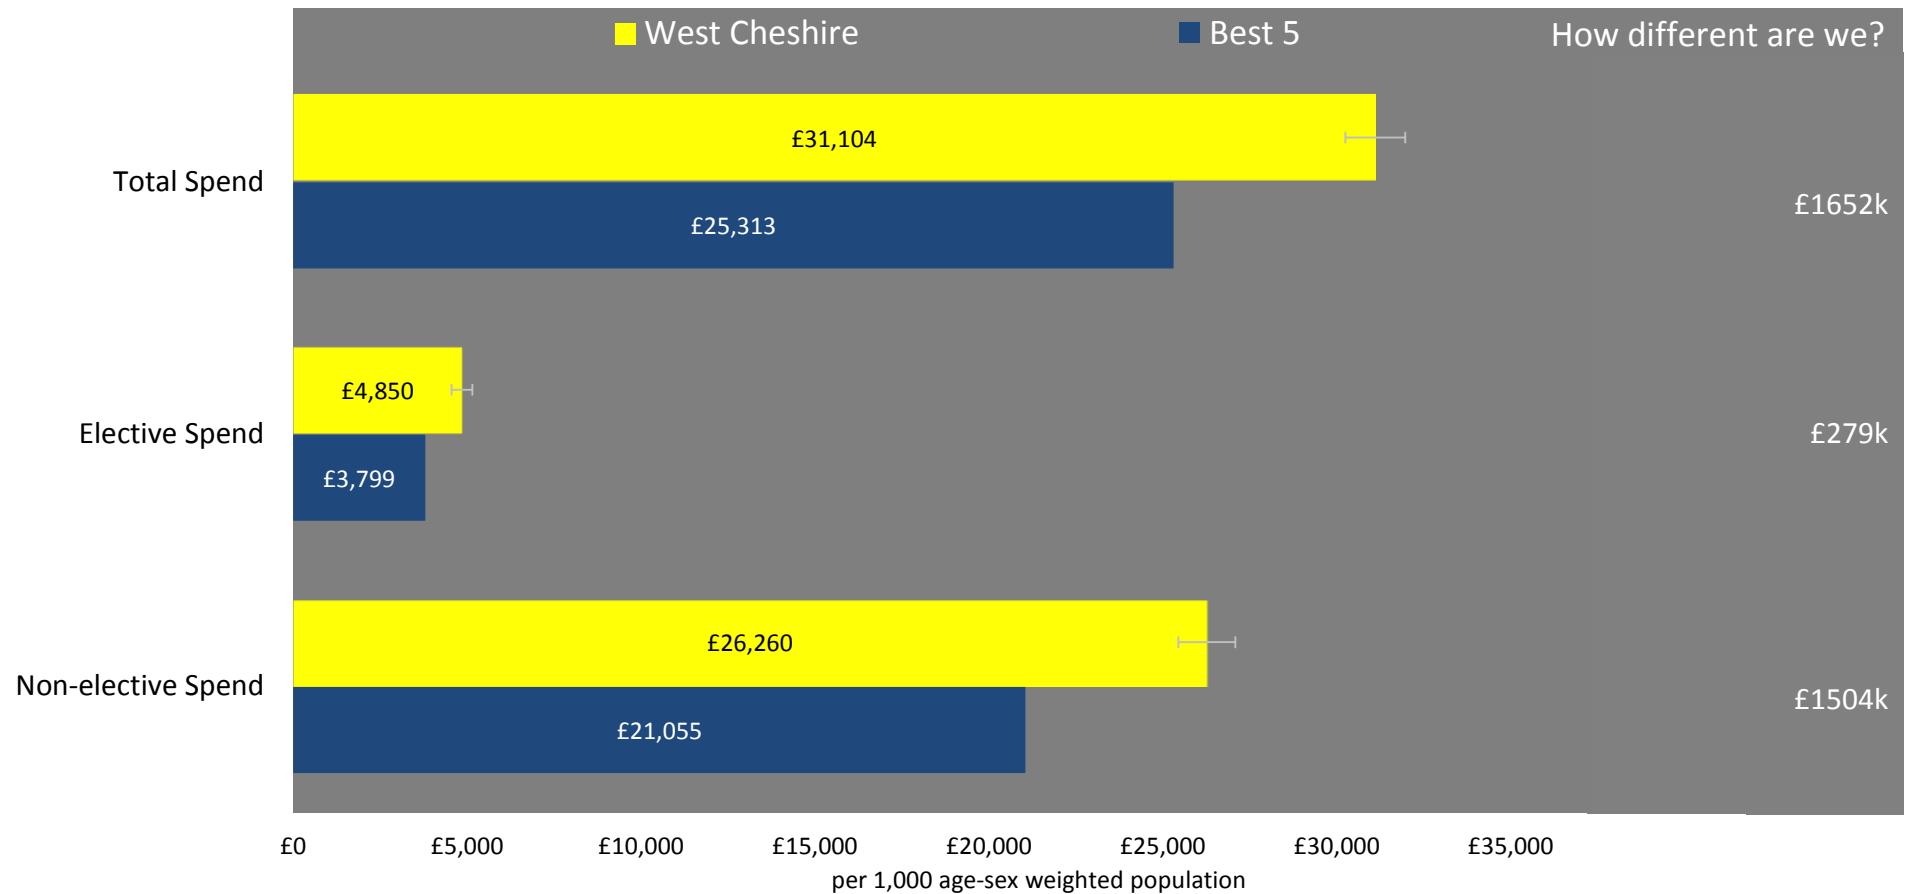 West Cheshire
Best 5
How different are we?
Total Spend
£31,104
£25,313
£1652k
Elective Spend
£4,850
£3,799
£279k
Non-elective Spend
£26,260
£21,055
£1504k
£0 £5,000 £10,000 £15,000 £20,000 £25,000 £30,000 £35,000
per 1,000 age-sex weighted population